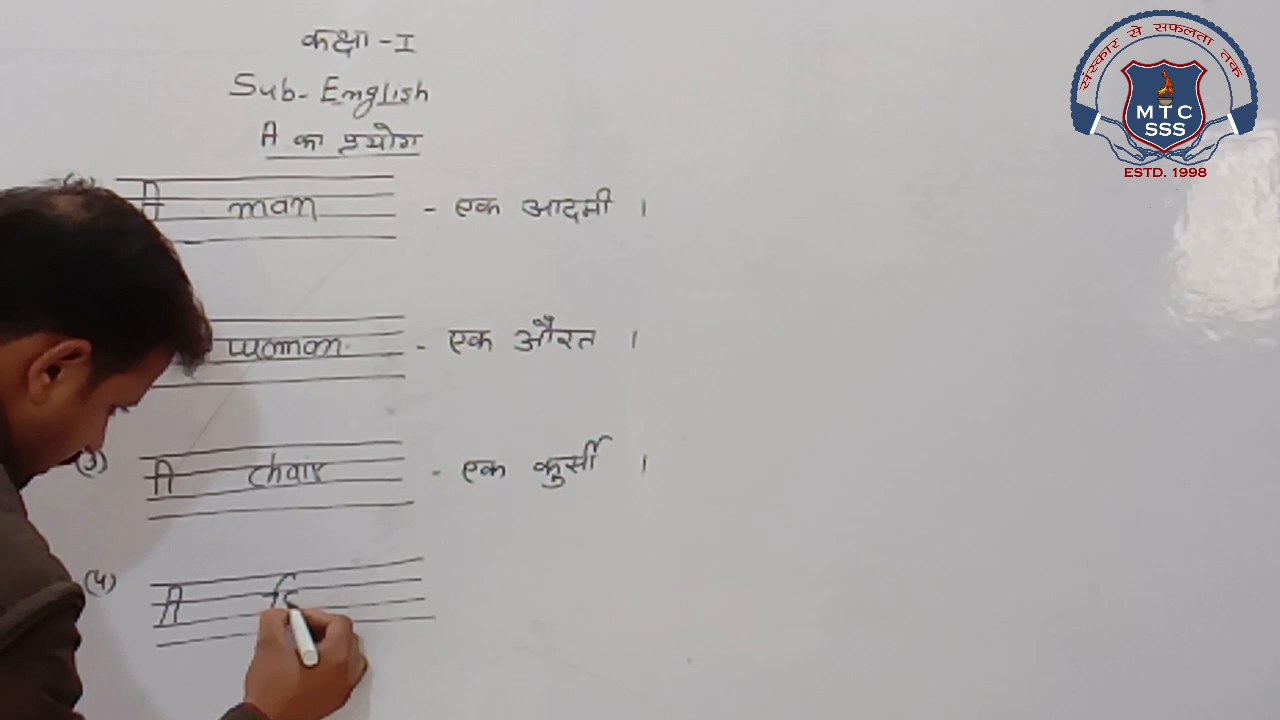 कक्षा - I
Sub- English
A का प्रयोग
A man - एक आदमी ।
woman. - एक औरत ।
(3) A chair - एक कुर्सी ।
(4) A
संस्कार से सफलता तक
MTC
SSS
ESTD. 1998